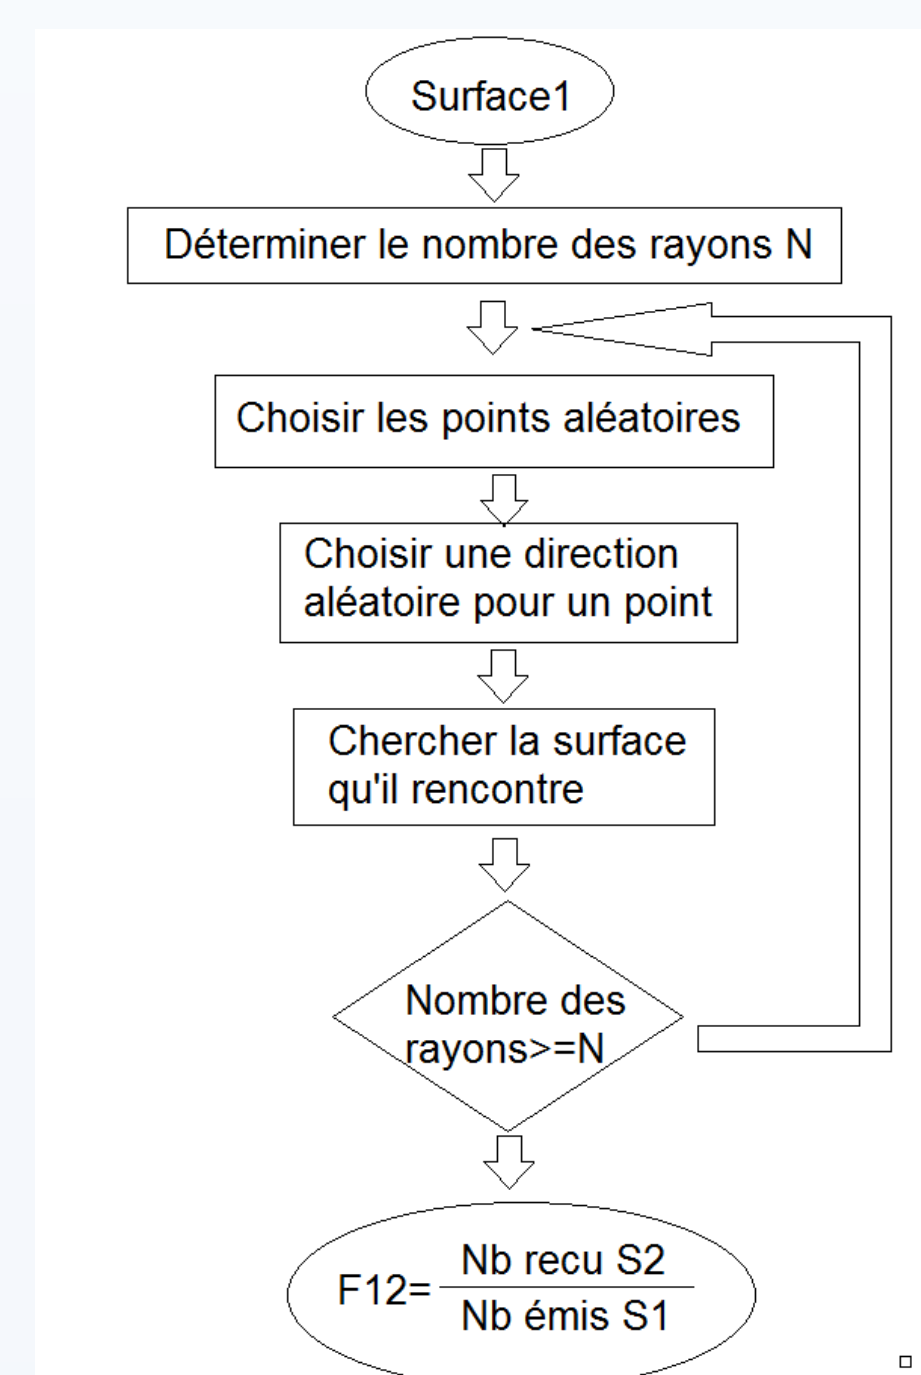 Surface1
Déterminer le nombre des rayons N
Choisir les points aléatoires
Choisir une direction
aléatoire pour un point
Chercher la surface
qu'il rencontre
Nombre des
rayons>=N
Nb recu S2
F12=
Nb émis S1